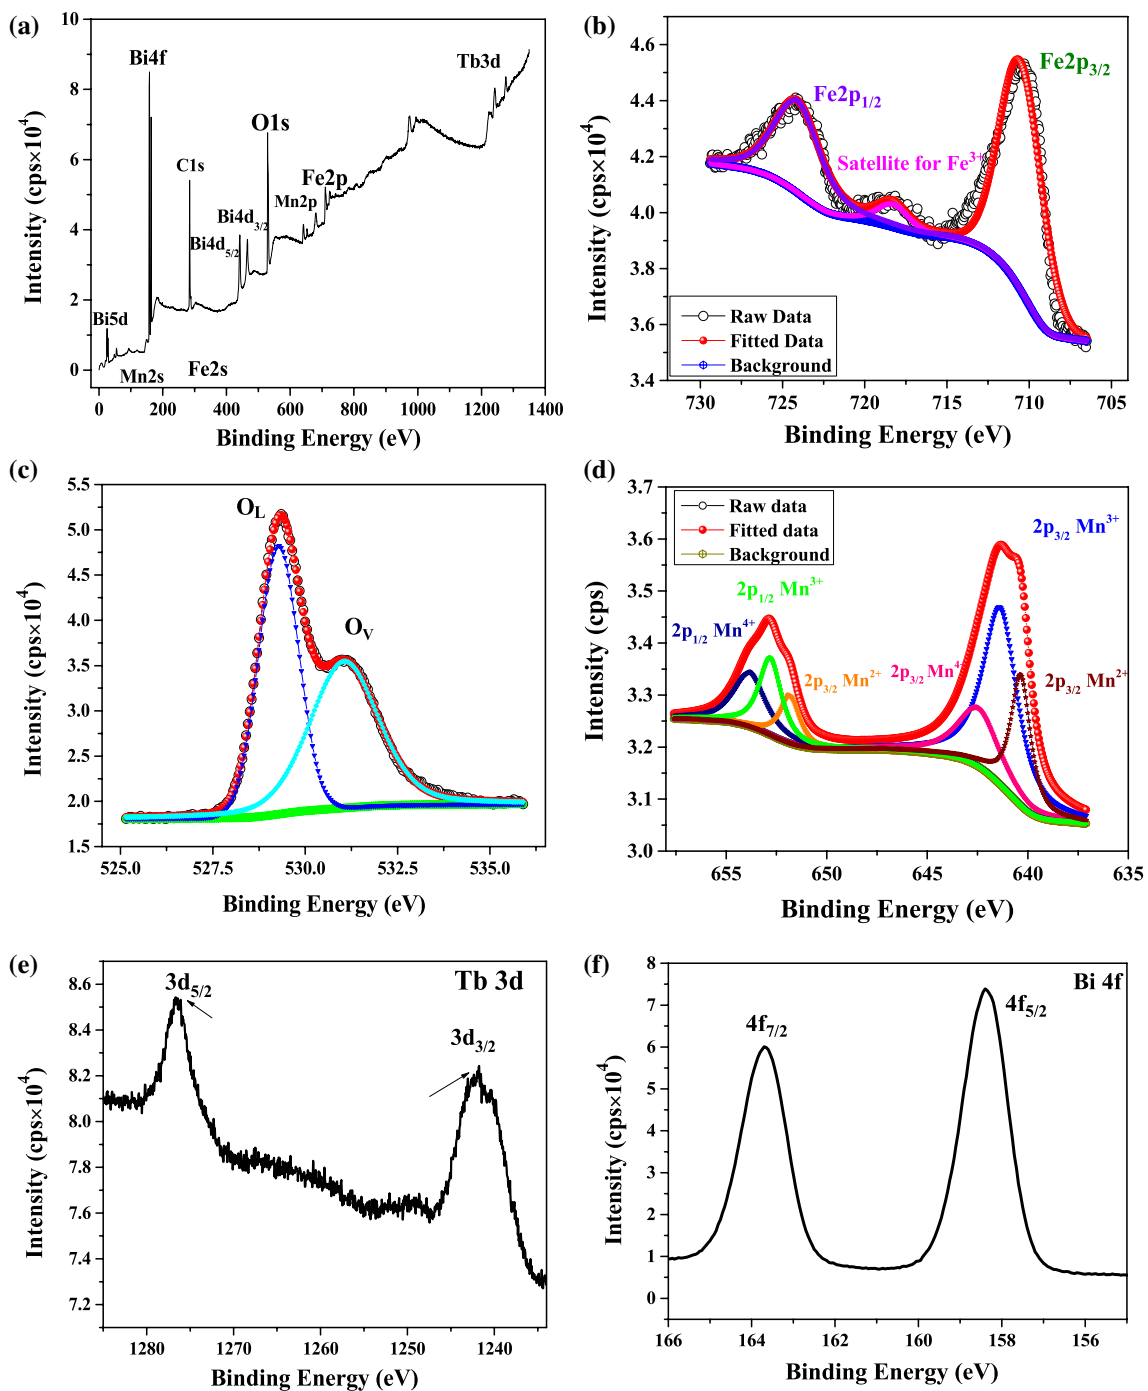 (a)
10
8
6
4
2
0
Intensity (cps×10⁴)
Bi4f
Tb3d
O1s
C1s
Fe2p
Mn2p
Bi4d₃/₂
Bi4d₅/₂
Bi5d
Mn2s
Fe2s
0 200 400 600 800 1000 1200 1400
Binding Energy (eV)
(b)
4.6
4.4
4.2
4.0
3.8
3.6
3.4
Intensity (cps×10⁴)
Fe2p₃/₂
Fe2p₁/₂
Satellite for Fe³⁺
Raw Data
Fitted Data
Background
730 725 720 715 710 705
Binding Energy (eV)
(c)
5.5
5.0
4.5
4.0
3.5
3.0
2.5
2.0
1.5
Intensity (cps×10⁴)
O_L
O_V
525.0 527.5 530.0 532.5 535.0
Binding Energy (eV)
(d)
3.7
3.6
3.5
3.4
3.3
3.2
3.1
3.0
Intensity (cps)
Raw data
Fitted data
Background
2p₃/₂ Mn³⁺
2p₁/₂ Mn³⁺
2p₁/₂ Mn⁴⁺
2p₃/₂ Mn²⁺
2p₃/₂ Mn⁴⁺
2p₃/₂ Mn²⁺
655 650 645 640 635
Binding Energy (eV)
(e)
8.6
8.4
8.2
8.0
7.8
7.6
7.4
7.2
Intensity (cps×10⁴)
Tb 3d
3d₅/₂
3d₃/₂
1280 1270 1260 1250 1240
Binding Energy (eV)
(f)
8
7
6
5
4
3
2
1
0
Intensity (cps×10⁴)
Bi 4f
4f₅/₂
4f₇/₂
166 164 162 160 158 156
Binding Energy (eV)